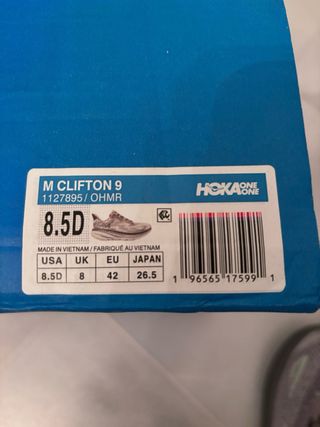 M CLIFTON 9
1127895 / OHMR
HOKA ONE ONE
8.5D
MADE IN VIETNAM / FABRIQUÉ AU VIETNAM
USA UK EU JAPAN
8.5D 8 42 26.5
1 96565 17599 1